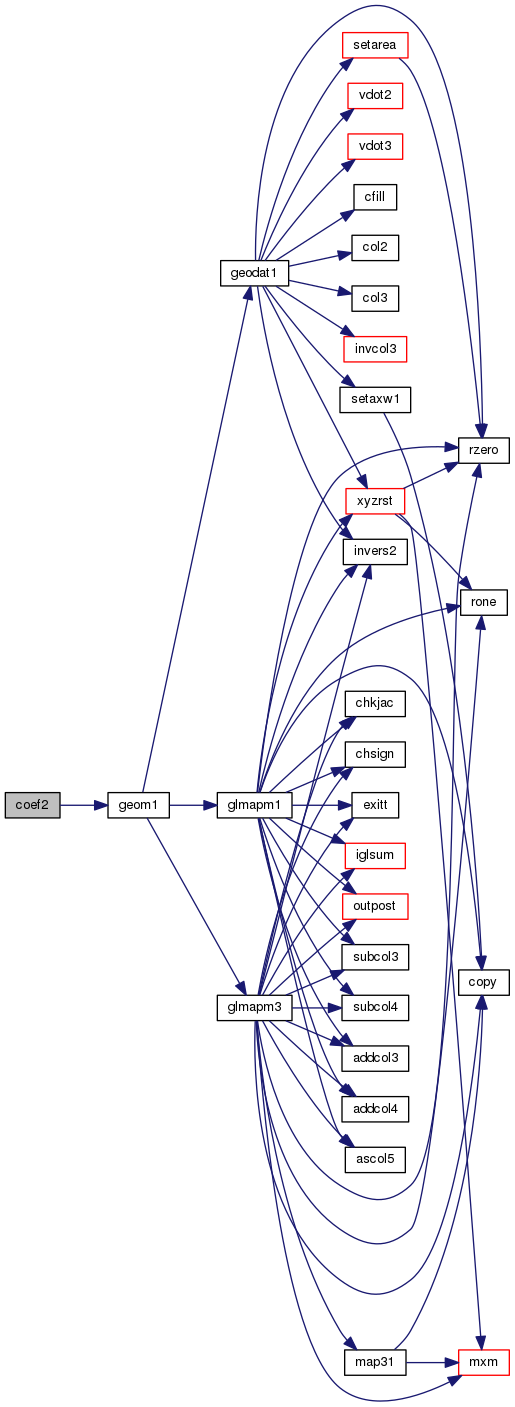 setarea
vdot2
vdot3
cfill
col2
geodat1
col3
invcol3
setaxw1
rzero
xyzrst
invers2
rone
chkjac
chsign
coef2
geom1
glmapm1
exitt
iglsum
outpost
subcol3
copy
glmapm3
subcol4
addcol3
addcol4
ascol5
map31
mxm